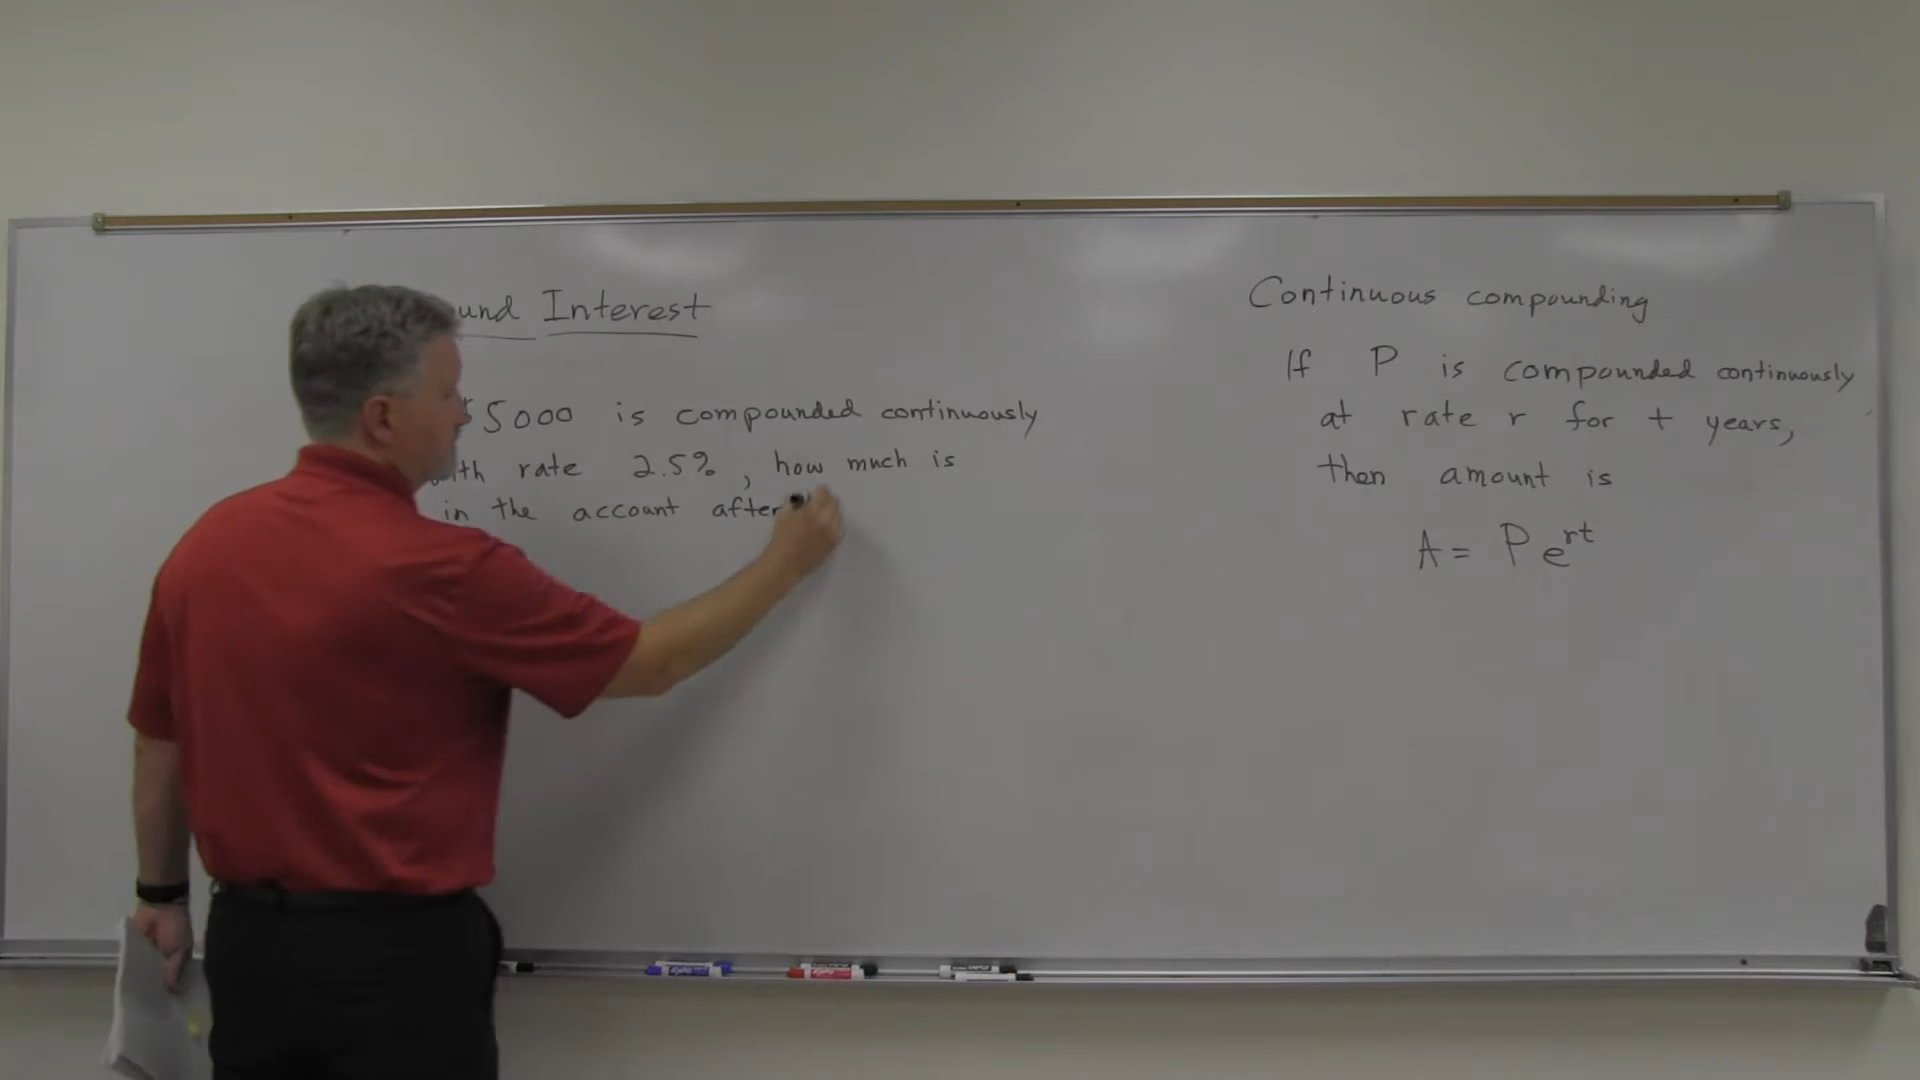 und Interest
$5000 is compounded continuously
with rate 2.5%, how much is
in the account after
Continuous compounding
If P is compounded continuously
at rate r for t years,
then amount is
A = P e^rt